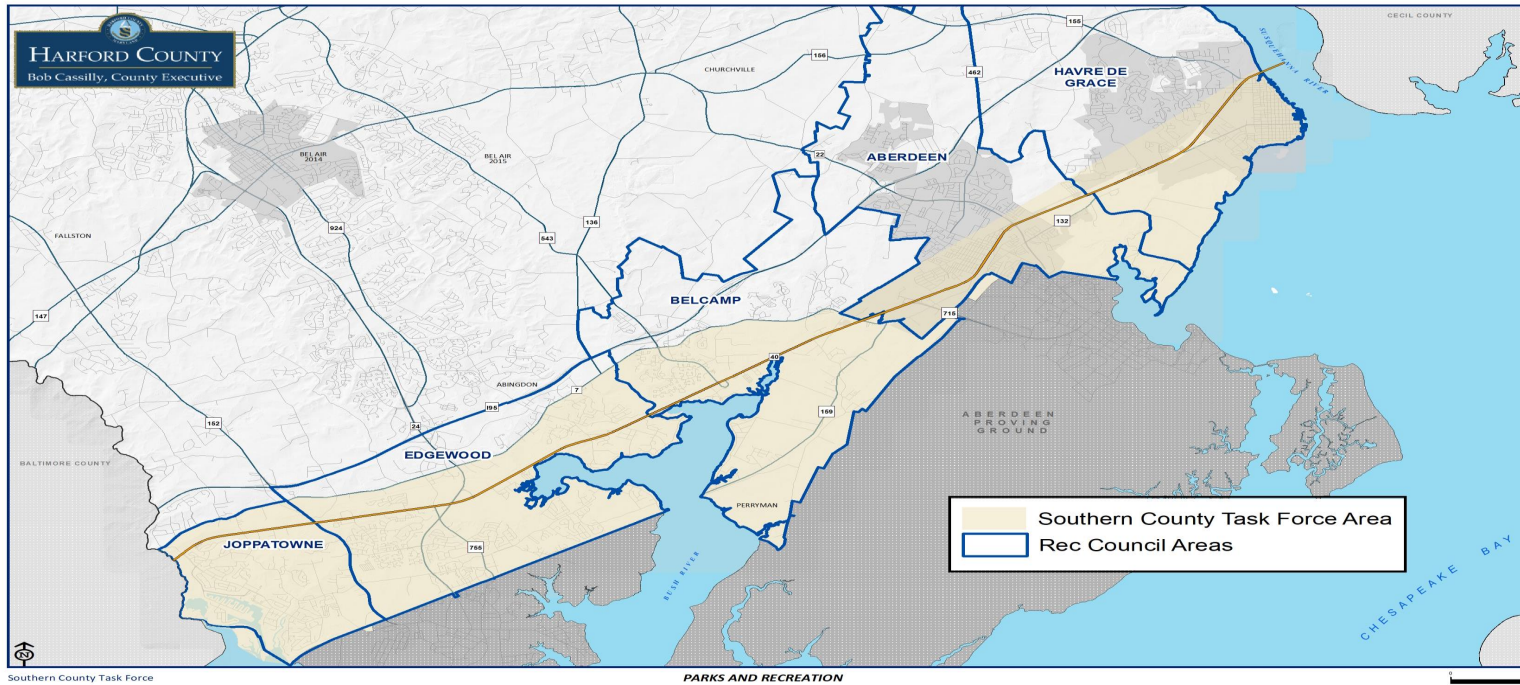 HARFORD COUNTY
Bob Cassilly, County Executive
CECIL COUNTY
155
SUSQUEHANNA RIVER
156
CHURCHVILLE
462
HAVRE DE
GRACE
BEL AIR
2014
BEL AIR
2015
22
ABERDEEN
136
132
924
543
FALLSTON
BELCAMP
147
715
40
ABINGDON
7
I95
159
ABERDEEN
PROVING
GROUND
152
24
EDGEWOOD
BALTIMORE COUNTY
PERRYMAN
JOPPATOWNE
755
BUSH RIVER
Southern County Task Force Area
Rec Council Areas
CHESAPEAKE BAY
N
Southern County Task Force
PARKS AND RECREATION
0